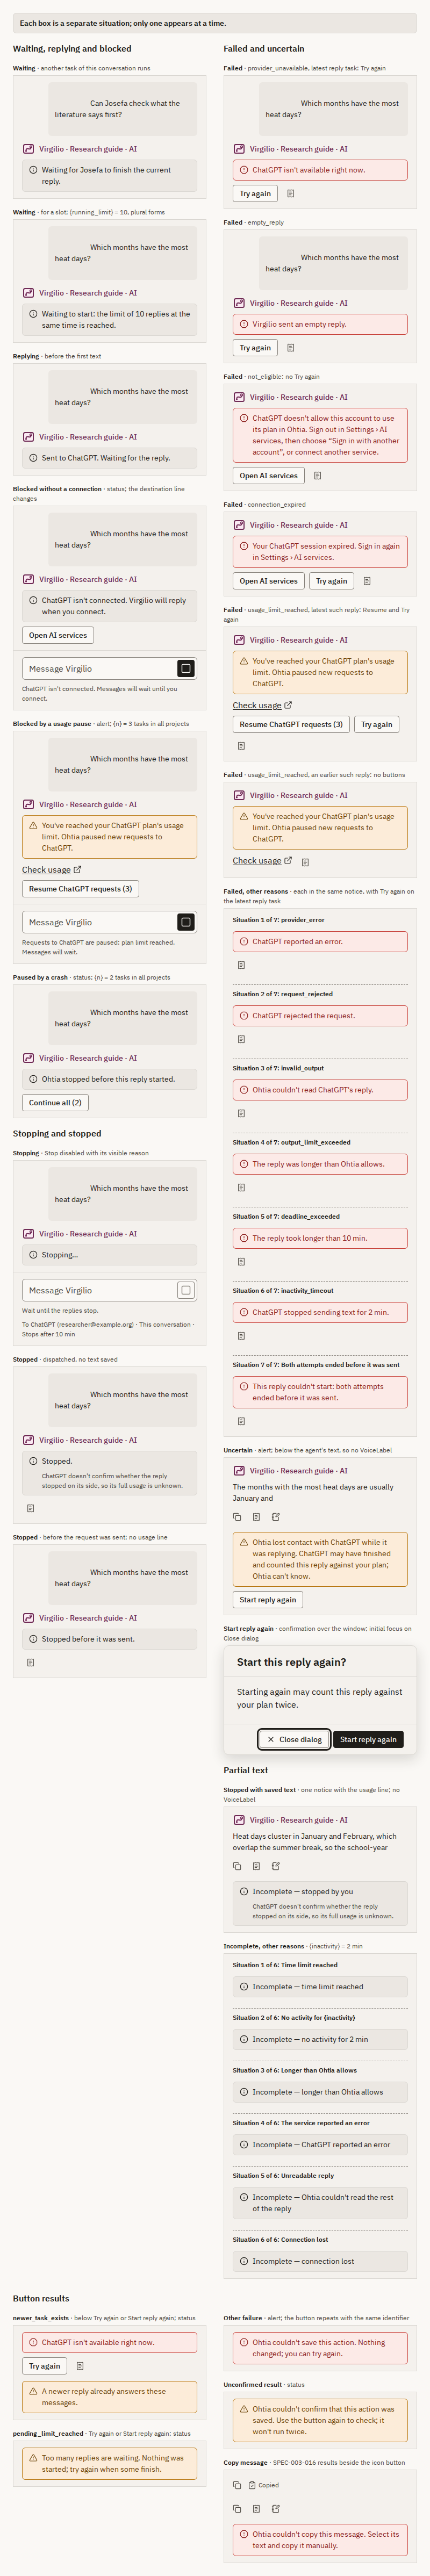 Each box is a separate situation; only one appears at a time.
Waiting, replying and blocked
Waiting · another task of this conversation runs
Can Josefa check what the
literature says first?
Virgilio · Research guide · AI
Waiting for Josefa to finish the current
reply.
Waiting · for a slot; {running_limit} = 10, plural forms
Which months have the most
heat days?
Virgilio · Research guide · AI
Waiting to start: the limit of 10 replies at the
same time is reached.
Replying · before the first text
Which months have the most
heat days?
Virgilio · Research guide · AI
Sent to ChatGPT. Waiting for the reply.
Blocked without a connection · status; the destination line
changes
Which months have the most
heat days?
Virgilio · Research guide · AI
ChatGPT isn't connected. Virgilio will reply
when you connect.
Open AI services
Message Virgilio
ChatGPT isn't connected. Messages will wait until you
connect.
Blocked by a usage pause · alert; {n} = 3 tasks in all projects
Which months have the most
heat days?
Virgilio · Research guide · AI
You've reached your ChatGPT plan's usage
limit. Ohtia paused new requests to
ChatGPT.
Check usage
Resume ChatGPT requests (3)
Message Virgilio
Requests to ChatGPT are paused: plan limit reached.
Messages will wait.
Paused by a crash · status; {n} = 2 tasks in all projects
Which months have the most
heat days?
Virgilio · Research guide · AI
Ohtia stopped before this reply started.
Continue all (2)
Stopping and stopped
Stopping · Stop disabled with its visible reason
Which months have the most
heat days?
Virgilio · Research guide · AI
Stopping…
Message Virgilio
Wait until the replies stop.
To ChatGPT (researcher@example.org) · This conversation ·
Stops after 10 min
Stopped · dispatched, no text saved
Which months have the most
heat days?
Virgilio · Research guide · AI
Stopped.
ChatGPT doesn't confirm whether the reply
stopped on its side, so its full usage is unknown.
Stopped · before the request was sent; no usage line
Which months have the most
heat days?
Virgilio · Research guide · AI
Stopped before it was sent.
Failed and uncertain
Failed · provider_unavailable, latest reply task: Try again
Which months have the most
heat days?
Virgilio · Research guide · AI
ChatGPT isn't available right now.
Try again
Failed · empty_reply
Which months have the most
heat days?
Virgilio · Research guide · AI
Virgilio sent an empty reply.
Try again
Failed · not_eligible: no Try again
Virgilio · Research guide · AI
ChatGPT doesn't allow this account to use
its plan in Ohtia. Sign out in Settings › AI
services, then choose “Sign in with another
account”, or connect another service.
Open AI services
Failed · connection_expired
Virgilio · Research guide · AI
Your ChatGPT session expired. Sign in again
in Settings › AI services.
Open AI services
Try again
Failed · usage_limit_reached, latest such reply: Resume and Try
again
Virgilio · Research guide · AI
You've reached your ChatGPT plan's usage
limit. Ohtia paused new requests to
ChatGPT.
Check usage
Resume ChatGPT requests (3)
Try again
Failed · usage_limit_reached, an earlier such reply: no buttons
Virgilio · Research guide · AI
You've reached your ChatGPT plan's usage
limit. Ohtia paused new requests to
ChatGPT.
Check usage
Failed, other reasons · each in the same notice, with Try again on
the latest reply task
Situation 1 of 7: provider_error
ChatGPT reported an error.
Situation 2 of 7: request_rejected
ChatGPT rejected the request.
Situation 3 of 7: invalid_output
Ohtia couldn't read ChatGPT's reply.
Situation 4 of 7: output_limit_exceeded
The reply was longer than Ohtia allows.
Situation 5 of 7: deadline_exceeded
The reply took longer than 10 min.
Situation 6 of 7: inactivity_timeout
ChatGPT stopped sending text for 2 min.
Situation 7 of 7: Both attempts ended before it was sent
This reply couldn't start: both attempts
ended before it was sent.
Uncertain · alert; below the agent's text, so no VoiceLabel
Virgilio · Research guide · AI
The months with the most heat days are usually
January and
Ohtia lost contact with ChatGPT while it
was replying. ChatGPT may have finished
and counted this reply against your plan;
Ohtia can't know.
Start reply again
Start reply again · confirmation over the window; initial focus on
Close dialog
Start this reply again?
Starting again may count this reply against
your plan twice.
Close dialog
Start reply again
Partial text
Stopped with saved text · one notice with the usage line; no
VoiceLabel
Virgilio · Research guide · AI
Heat days cluster in January and February, which
overlap the summer break, so the school-year
Incomplete — stopped by you
ChatGPT doesn't confirm whether the reply
stopped on its side, so its full usage is unknown.
Incomplete, other reasons · {inactivity} = 2 min
Situation 1 of 6: Time limit reached
Incomplete — time limit reached
Situation 2 of 6: No activity for {inactivity}
Incomplete — no activity for 2 min
Situation 3 of 6: Longer than Ohtia allows
Incomplete — longer than Ohtia allows
Situation 4 of 6: The service reported an error
Incomplete — ChatGPT reported an error
Situation 5 of 6: Unreadable reply
Incomplete — Ohtia couldn't read the rest
of the reply
Situation 6 of 6: Connection lost
Incomplete — connection lost
Button results
newer_task_exists · below Try again or Start reply again; status
ChatGPT isn't available right now.
Try again
A newer reply already answers these
messages.
pending_limit_reached · Try again or Start reply again; status
Too many replies are waiting. Nothing was
started; try again when some finish.
Other failure · alert; the button repeats with the same identifier
Ohtia couldn't save this action. Nothing
changed; you can try again.
Unconfirmed result · status
Ohtia couldn't confirm that this action was
saved. Use the button again to check; it
won't run twice.
Copy message · SPEC-003-016 results beside the icon button
Copied
Ohtia couldn't copy this message. Select its
text and copy it manually.